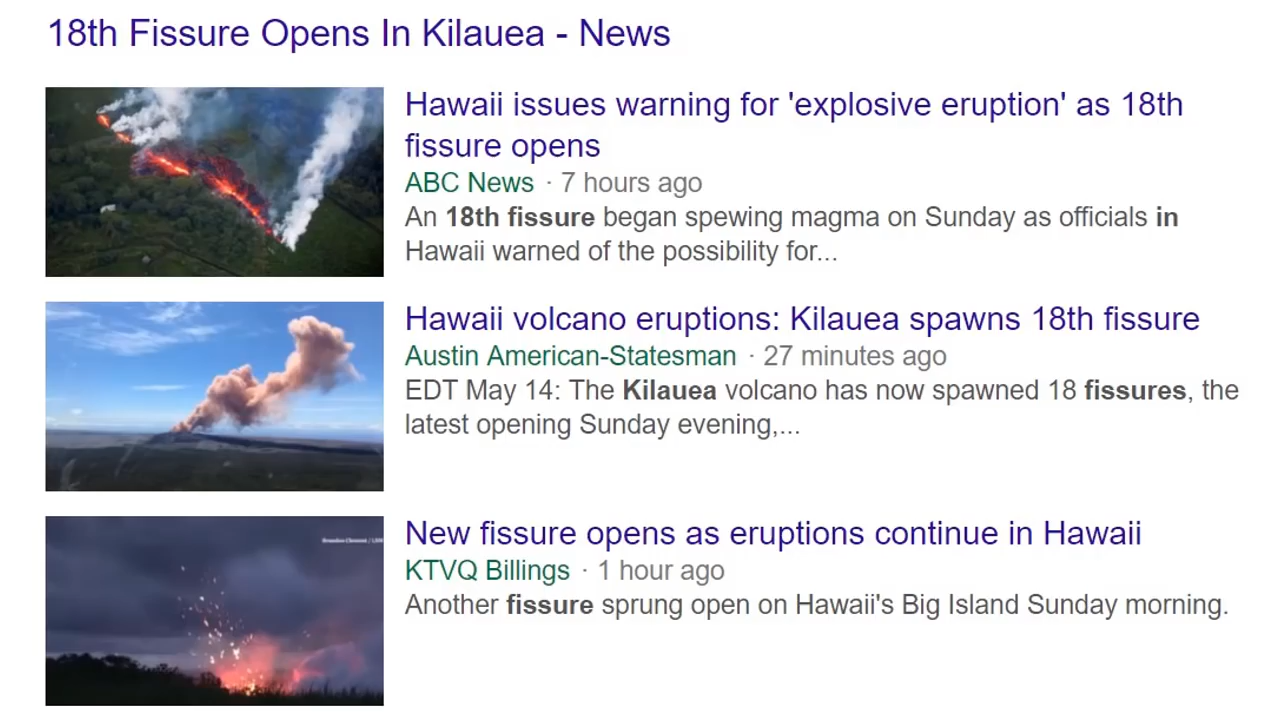 18th Fissure Opens In Kilauea - News
Hawaii issues warning for 'explosive eruption' as 18th
fissure opens
ABC News · 7 hours ago
An 18th fissure began spewing magma on Sunday as officials in
Hawaii warned of the possibility for...
Hawaii volcano eruptions: Kilauea spawns 18th fissure
Austin American-Statesman · 27 minutes ago
EDT May 14: The Kilauea volcano has now spawned 18 fissures, the
latest opening Sunday evening,...
New fissure opens as eruptions continue in Hawaii
KTVQ Billings · 1 hour ago
Another fissure sprung open on Hawaii's Big Island Sunday morning.